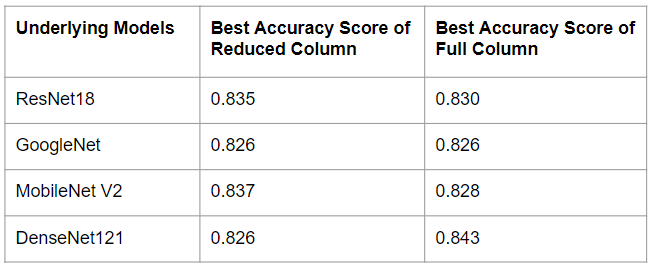 Underlying Models Best Accuracy Score of Reduced Column Best Accuracy Score of Full Column
ResNet18 0.835 0.830
GoogleNet 0.826 0.826
MobileNet V2 0.837 0.828
DenseNet121 0.826 0.843